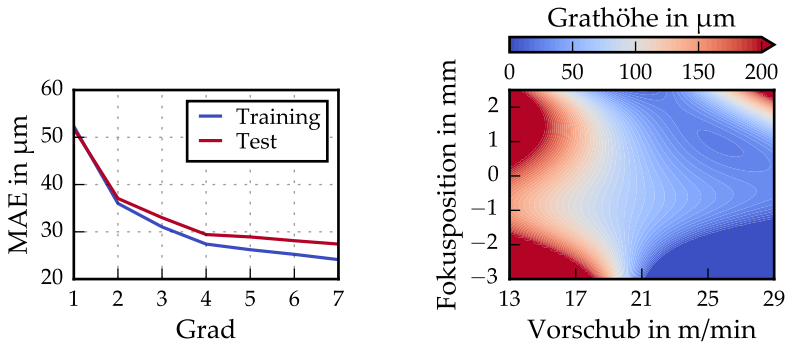 MAE in µm
60
50
40
30
20
1 2 3 4 5 6 7
Grad
Training
Test
Grathöhe in µm
0 50 100 150 200
Fokusposition in mm
2
1
0
−1
−2
−3
13 17 21 25 29
Vorschub in m/min